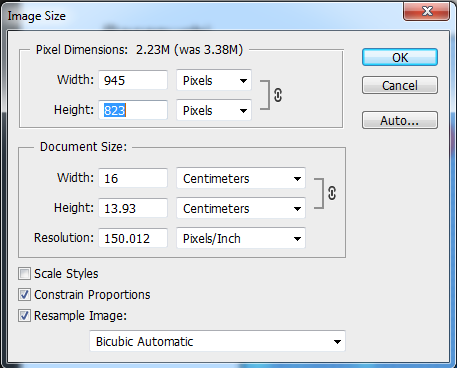 Image Size
Pixel Dimensions: 2.23M (was 3.38M)
Width: 945 Pixels
Height: 823 Pixels
OK
Cancel
Auto...
Document Size:
Width: 16 Centimeters
Height: 13.93 Centimeters
Resolution: 150.012 Pixels/Inch
Scale Styles
Constrain Proportions
Resample Image:
Bicubic Automatic